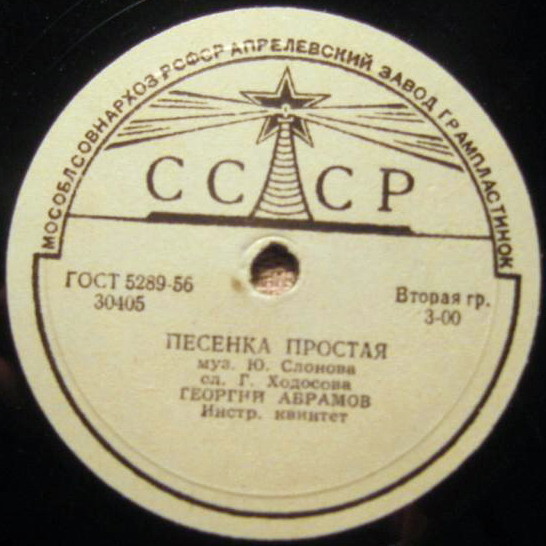 МОСОБЛСОВНАРХОЗ РСФСР АПРЕЛЕВСКИЙ ЗАВОД ГРАМПЛАСТИНОК
СССР
ГОСТ 5289-56
30405
Вторая гр.
3-00
ПЕСЕНКА ПРОСТАЯ
муз. Ю. Слонова
сл. Г. Ходосова
ГЕОРГИЙ АБРАМОВ
Инстр. квинтет